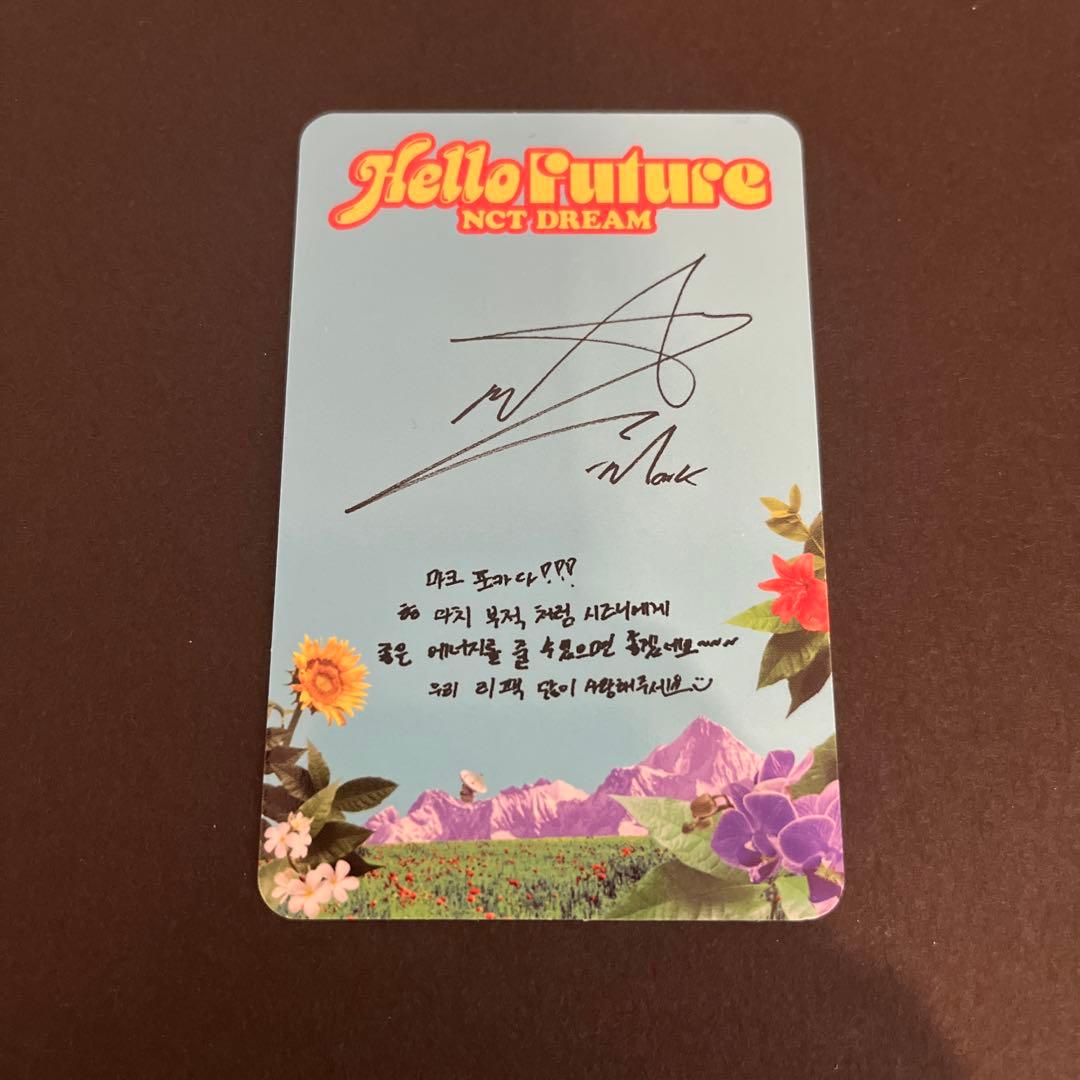 Hello Future
NCT DREAM
Mark
마크 포카다!!!
마치 부적 처럼 시즈니에게
좋은 에너지를 줄 수있으면 좋겠네요~~~
우리 리팩 많이 사랑해주세요